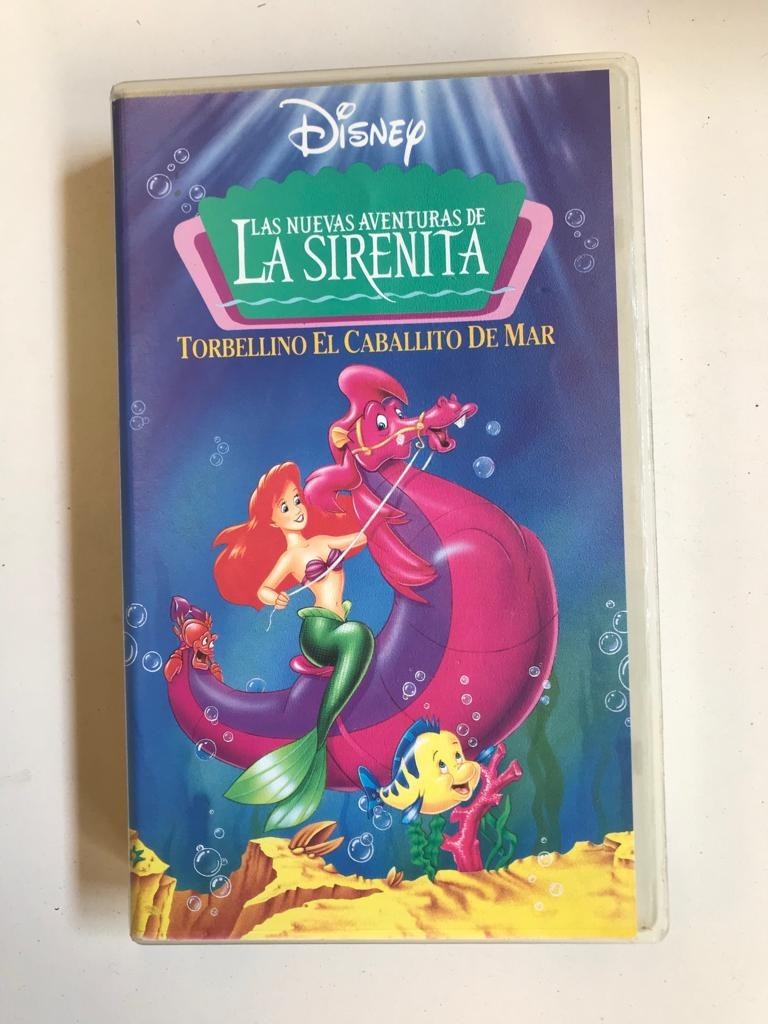 Disney
LAS NUEVAS AVENTURAS DE
LA SIRENITA
TORBELLINO EL CABALLITO DE MAR